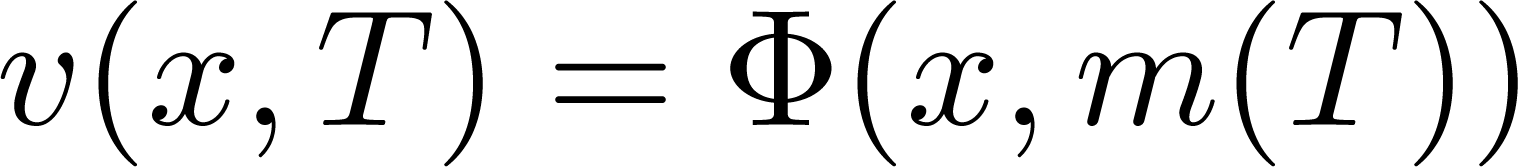 v(x, T) = Φ(x, m(T))